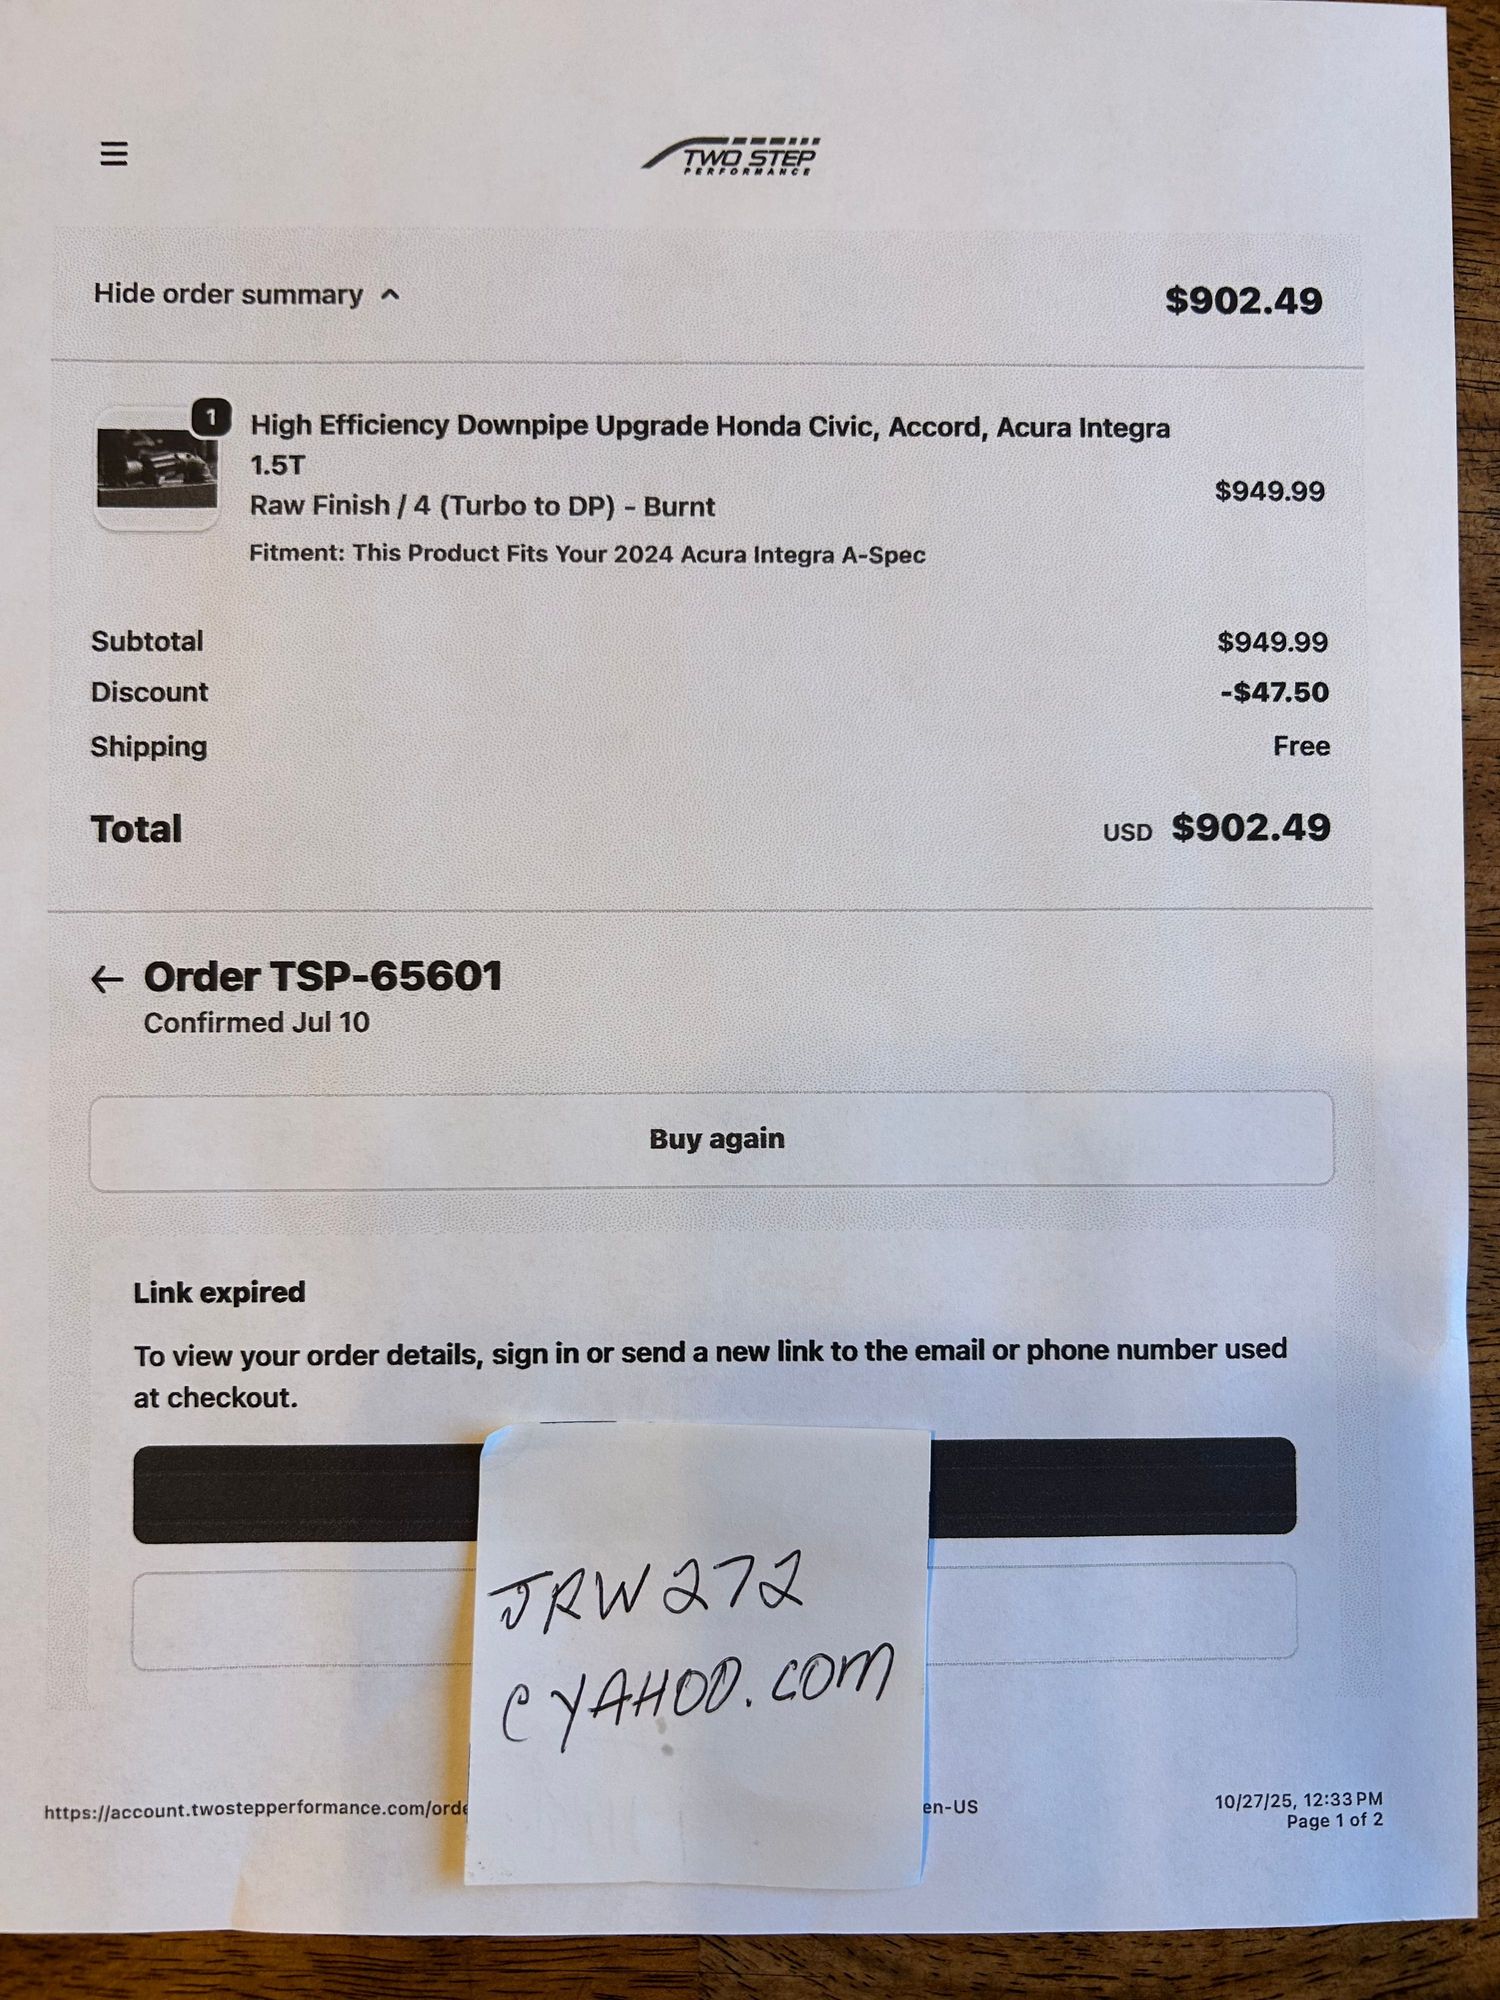 TWO STEP
PERFORMANCE
Hide order summary
$902.49
1
High Efficiency Downpipe Upgrade Honda Civic, Accord, Acura Integra
1.5T
Raw Finish / 4 (Turbo to DP) - Burnt
$949.99
Fitment: This Product Fits Your 2024 Acura Integra A-Spec
Subtotal $949.99
Discount -$47.50
Shipping Free
Total USD $902.49
← Order TSP-65601
Confirmed Jul 10
Buy again
Link expired
To view your order details, sign in or send a new link to the email or phone number used
at checkout.
JRW272
@YAHOO.COM
https://account.twostepperformance.com/orde en-US
10/27/25, 12:33 PM
Page 1 of 2